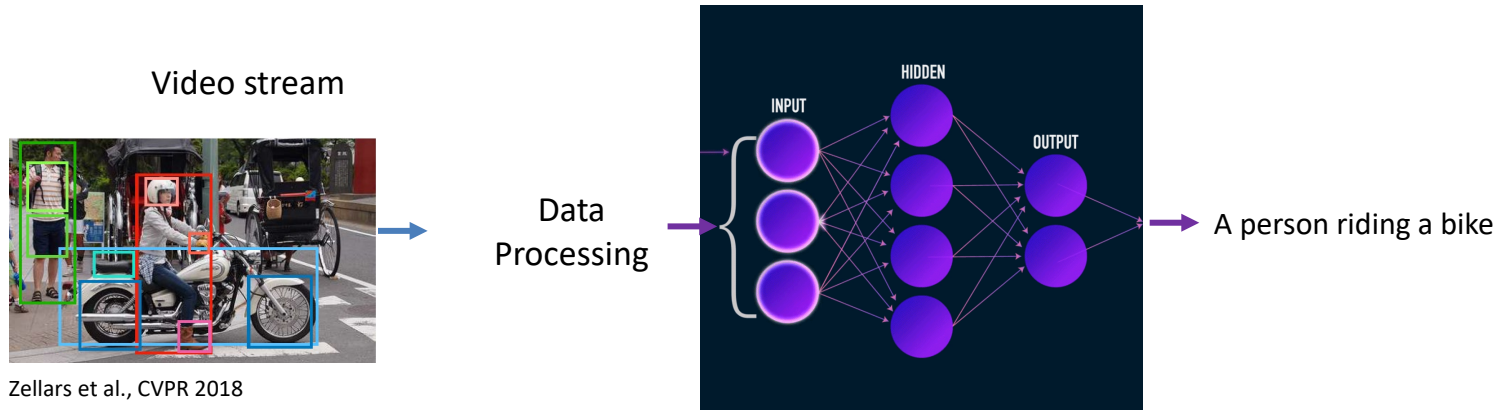 Video stream
Zellars et al., CVPR 2018
Data
Processing
INPUT
HIDDEN
OUTPUT
A person riding a bike